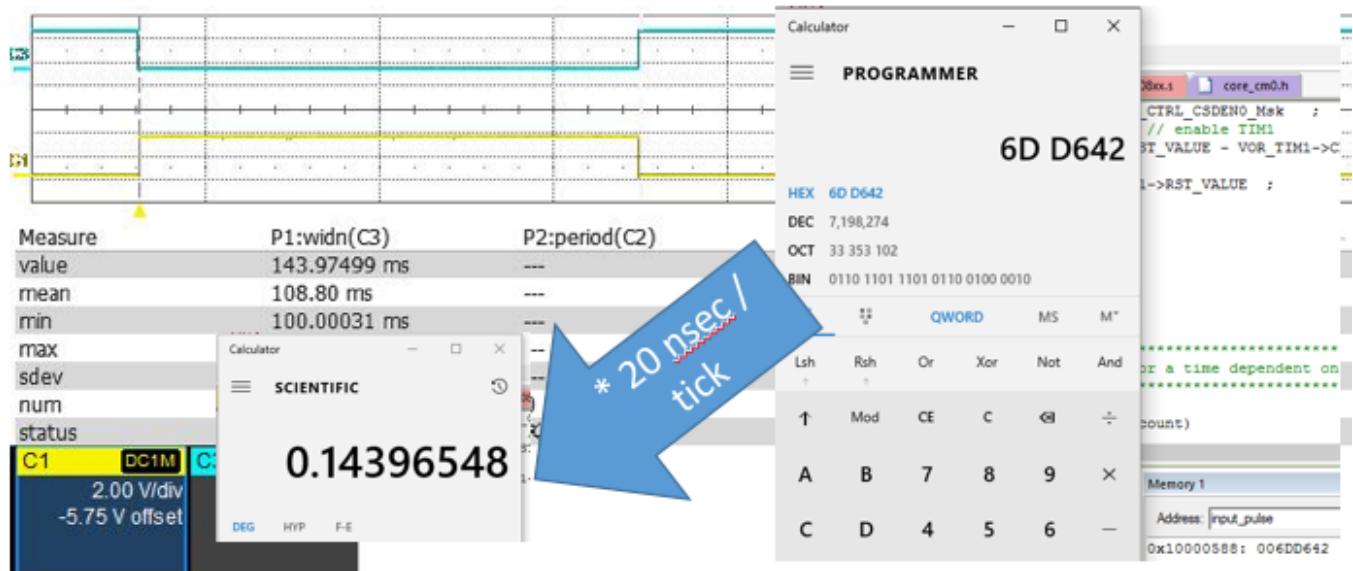 Measure P1:widn(C3) P2:period(C2)
value 143.97499 ms ---
mean 108.80 ms ---
min 100.00031 ms ---
max
sdev
num
status
C1 DC1M
2.00 V/div
-5.75 V offset
Calculator
SCIENTIFIC
0.14396548
DEG HYP F-E
* 20 nsec /
tick
Calculator
PROGRAMMER
6D D642
HEX 6D D642
DEC 7,198,274
OCT 33 353 102
BIN 0110 1101 1101 0110 0100 0010
QWORD MS
Lsh Rsh Or Xor Not And
↑ Mod CE C ÷
A B 7 8 9 ×
C D 4 5 6 −
core_cm0.h
_CTRL_CSDEN0_Msk ;
// enable TIM1
ST_VALUE - VOR_TIM1->C
->RST_VALUE ;
or a time dependent on
count)
Memory 1
Address: input_pulse
0x10000588: 006DD642